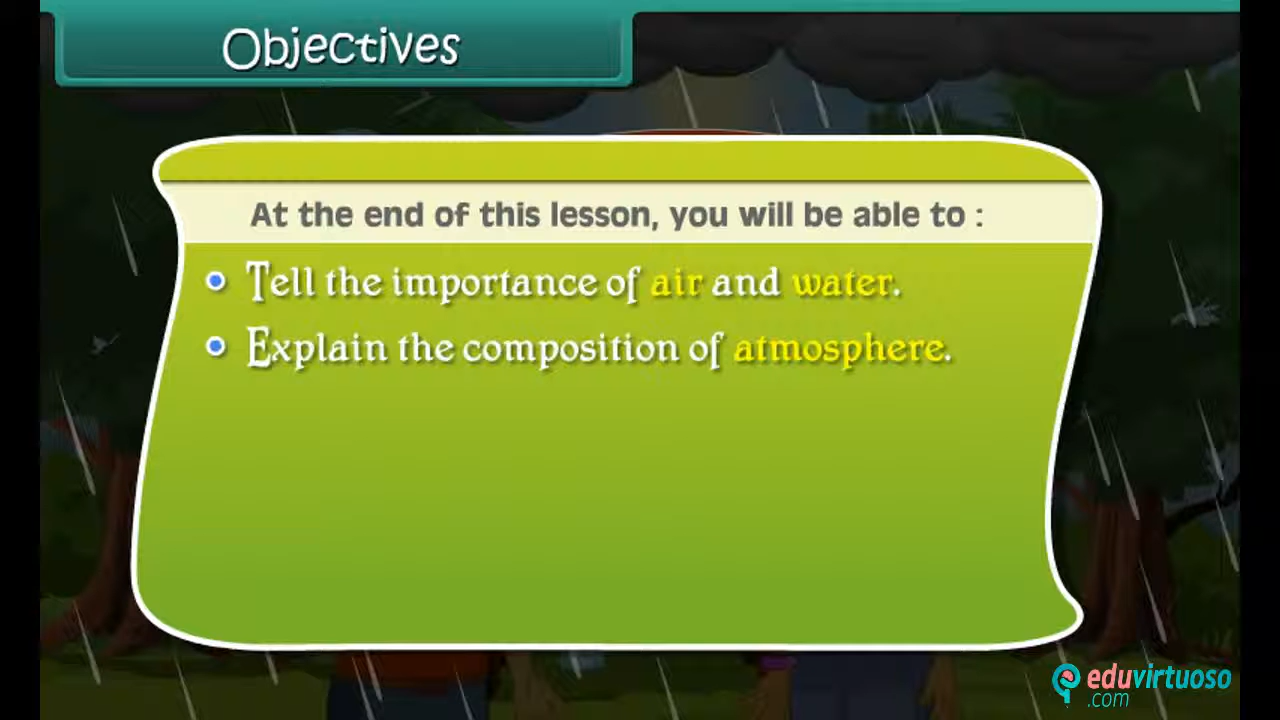 Objectives
At the end of this lesson, you will be able to :
Tell the importance of air and water.
Explain the composition of atmosphere.
eduvirtuoso
.com